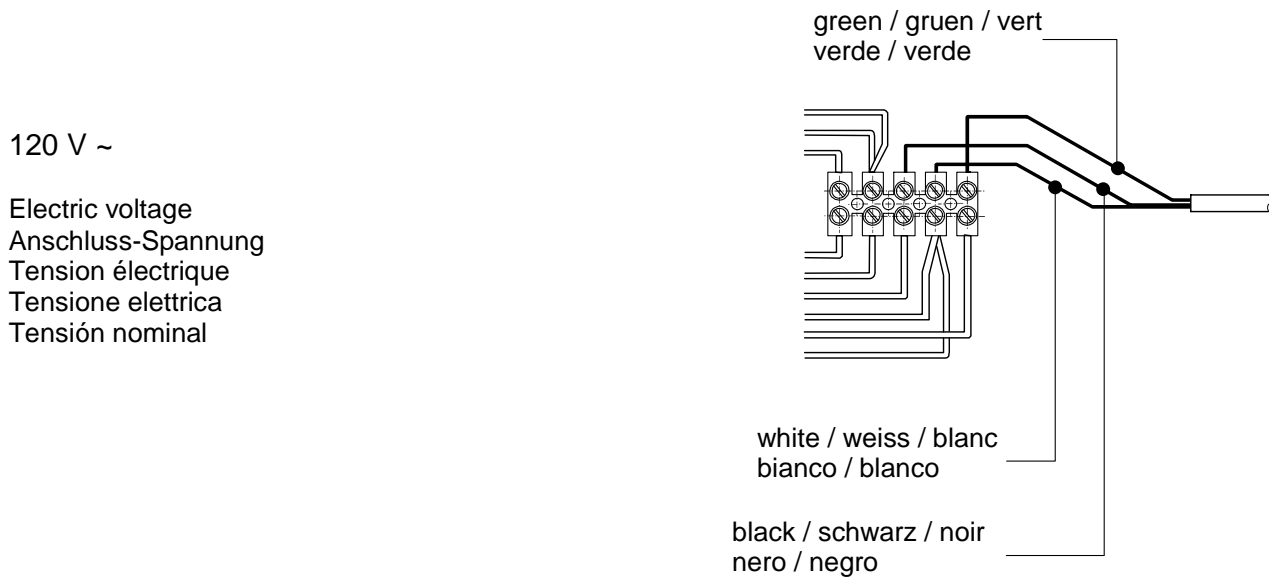 green / gruen / vert
verde / verde
120 V ~
Electric voltage
Anschluss-Spannung
Tension électrique
Tensione elettrica
Tensión nominal
white / weiss / blanc
bianco / blanco
black / schwarz / noir
nero / negro